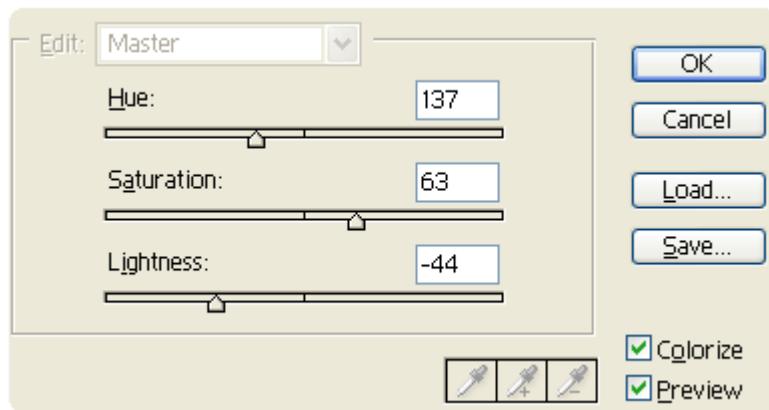 Edit: Master
OK
Hue: 137
Cancel
Saturation: 63
Load...
Save...
Lightness: -44
Colorize
Preview